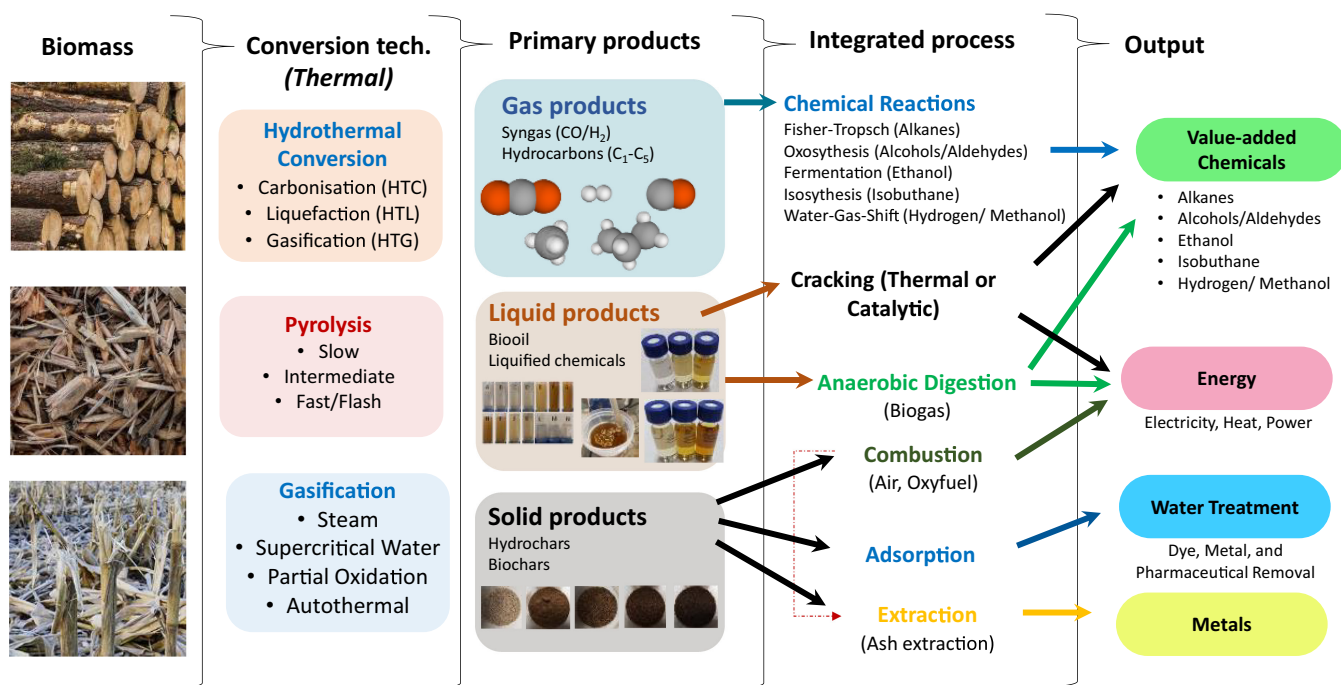 Biomass
Conversion tech.
(Thermal)
Hydrothermal
Conversion
• Carbonisation (HTC)
• Liquefaction (HTL)
• Gasification (HTG)
Pyrolysis
• Slow
• Intermediate
• Fast/Flash
Gasification
• Steam
• Supercritical Water
• Partial Oxidation
• Autothermal
Primary products
Gas products
Syngas (CO/H₂)
Hydrocarbons (C₁-C₅)
Liquid products
Biooil
Liquified chemicals
Solid products
Hydrochars
Biochars
Integrated process
Chemical Reactions
Fisher-Tropsch (Alkanes)
Oxosythesis (Alcohols/Aldehydes)
Fermentation (Ethanol)
Isosythesis (Isobuthane)
Water-Gas-Shift (Hydrogen/ Methanol)
Cracking (Thermal or
Catalytic)
Anaerobic Digestion
(Biogas)
Combustion
(Air, Oxyfuel)
Adsorption
Extraction
(Ash extraction)
Output
Value-added
Chemicals
• Alkanes
• Alcohols/Aldehydes
• Ethanol
• Isobuthane
• Hydrogen/ Methanol
Energy
Electricity, Heat, Power
Water Treatment
Dye, Metal, and
Pharmaceutical Removal
Metals